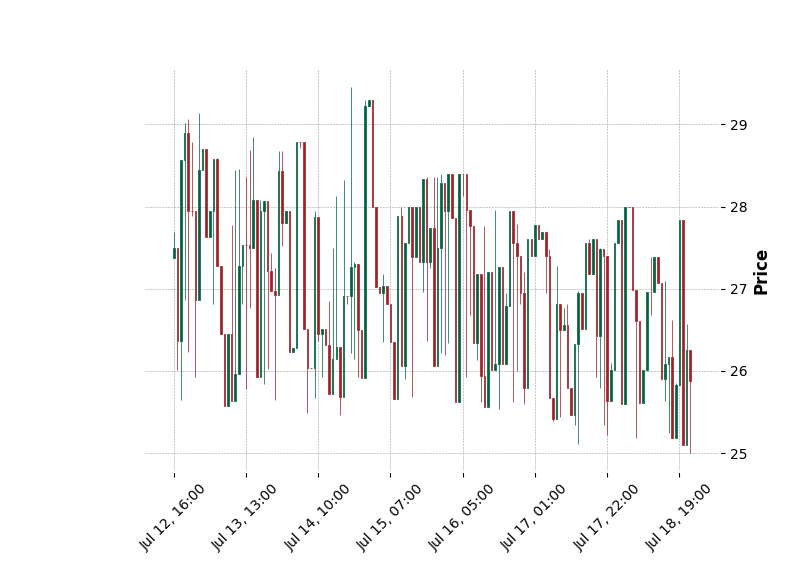 29
28
27
26
25
Price
Jul 12, 16:00
Jul 13, 13:00
Jul 14, 10:00
Jul 15, 07:00
Jul 16, 05:00
Jul 17, 01:00
Jul 17, 22:00
Jul 18, 19:00